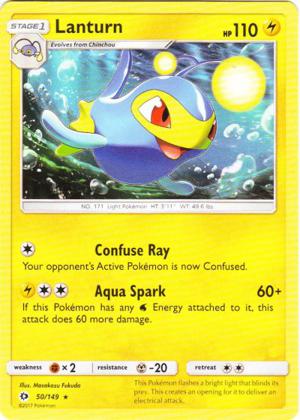 STAGE 1
Lanturn
HP 110
Evolves from Chinchou
NO. 171 Light Pokémon HT: 3'11" WT: 49.6 lbs
Confuse Ray
Your opponent's Active Pokémon is now Confused.
Aqua Spark 60+
If this Pokémon has any Energy attached to it, this
attack does 60 more damage.
weakness × 2 resistance -20 retreat
Illus. Masakazu Fukuda
50/149 ★
©2017 Pokémon
This Pokémon flashes a bright light that blinds its
prey. This creates an opening for it to deliver an
electrical attack.